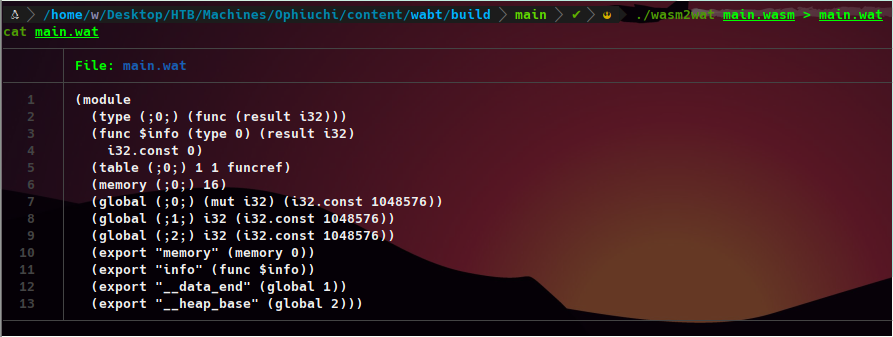 /home/w/Desktop/HTB/Machines/Ophiuchi/content/wabt/build > main > ✔ > ./wasm2wat main.wasm > main.wat
cat main.wat
File: main.wat
1 (module
2   (type (;0;) (func (result i32)))
3   (func $info (type 0) (result i32)
4     i32.const 0)
5   (table (;0;) 1 1 funcref)
6   (memory (;0;) 16)
7   (global (;0;) (mut i32) (i32.const 1048576))
8   (global (;1;) i32 (i32.const 1048576))
9   (global (;2;) i32 (i32.const 1048576))
10   (export "memory" (memory 0))
11   (export "info" (func $info))
12   (export "__data_end" (global 1))
13   (export "__heap_base" (global 2)))